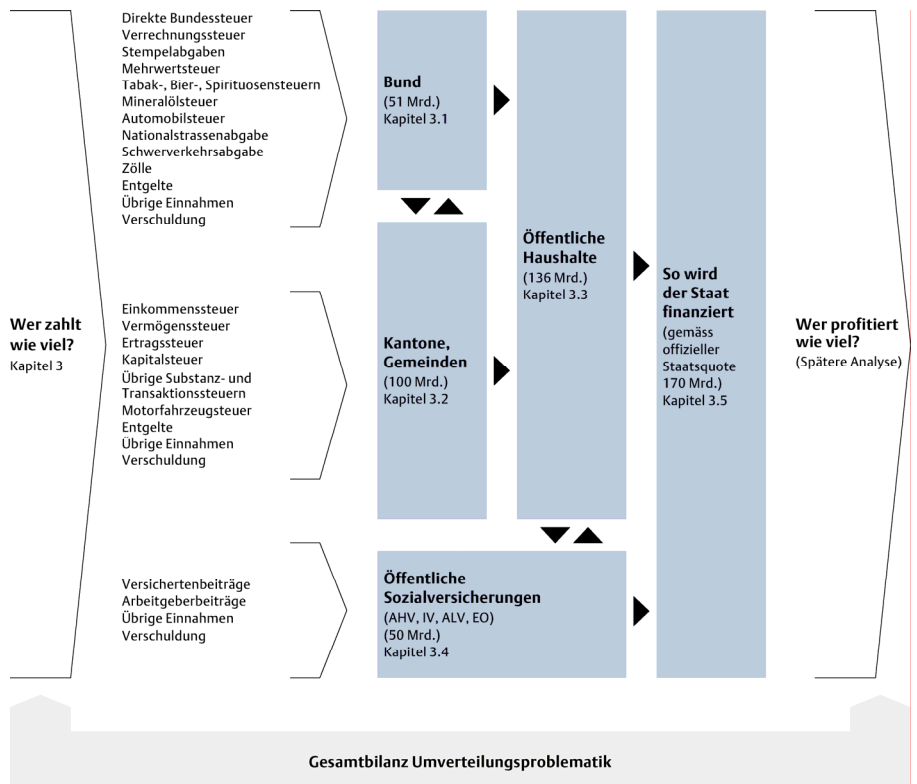 Wer zahlt
wie viel?
Kapitel 3
Direkte Bundessteuer
Verrechnungssteuer
Stempelabgaben
Mehrwertsteuer
Tabak-, Bier-, Spirituosensteuern
Mineralölsteuer
Automobilsteuer
Nationalstrassenabgabe
Schwerverkehrsabgabe
Zölle
Entgelte
Übrige Einnahmen
Verschuldung
Einkommenssteuer
Vermögenssteuer
Ertragssteuer
Kapitalsteuer
Übrige Substanz- und
Transaktionssteuern
Motorfahrzeugsteuer
Entgelte
Übrige Einnahmen
Verschuldung
Versichertenbeiträge
Arbeitgeberbeiträge
Übrige Einnahmen
Verschuldung
Bund
(51 Mrd.)
Kapitel 3.1
Kantone,
Gemeinden
(100 Mrd.)
Kapitel 3.2
Öffentliche
Haushalte
(136 Mrd.)
Kapitel 3.3
Öffentliche
Sozialversicherungen
(AHV, IV, ALV, EO)
(50 Mrd.)
Kapitel 3.4
So wird
der Staat
finanziert
(gemäss
offizieller
Staatsquote
170 Mrd.)
Kapitel 3.5
Wer profitiert
wie viel?
(Spätere Analyse)
Gesamtbilanz Umverteilungsproblematik